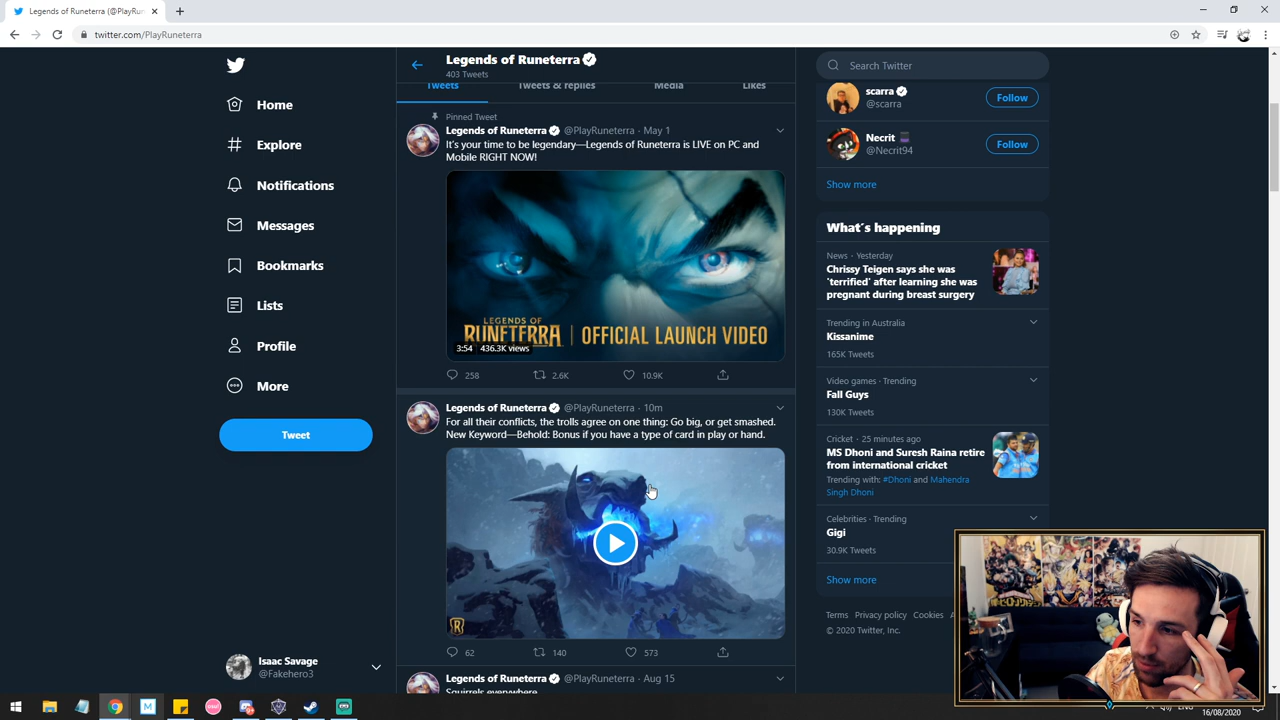 Legends of Runeterra (@PlayRun
twitter.com/PlayRuneterra
Home
Explore
Notifications
Messages
Bookmarks
Lists
Profile
More
Tweet
Isaac Savage
@Fakehero3
Legends of Runeterra
403 Tweets
Tweets
Tweets & replies
Media
Likes
Pinned Tweet
Legends of Runeterra @PlayRuneterra · May 1
It's your time to be legendary—Legends of Runeterra is LIVE on PC and
Mobile RIGHT NOW!
LEGENDS OF
RUNETERRA | OFFICIAL LAUNCH VIDEO
3:54 436.3K views
258 2.6K 10.9K
Legends of Runeterra @PlayRuneterra · 10m
For all their conflicts, the trolls agree on one thing: Go big, or get smashed.
New Keyword—Behold: Bonus if you have a type of card in play or hand.
62 140 573
Legends of Runeterra @PlayRuneterra · Aug 15
Squirrels everywhere
Search Twitter
scarra
@scarra
Follow
Necrit
@Necrit94
Follow
Show more
What's happening
News · Yesterday
Chrissy Teigen says she was
'terrified' after learning she was
pregnant during breast surgery
Trending in Australia
Kissanime
165K Tweets
Video games · Trending
Fall Guys
130K Tweets
Cricket · 25 minutes ago
MS Dhoni and Suresh Raina retire
from international cricket
Trending with: #Dhoni and Mahendra
Singh Dhoni
Celebrities · Trending
Gigi
30.9K Tweets
Show more
Terms Privacy policy Cookies A
© 2020 Twitter, Inc.
ENG
16/08/2020